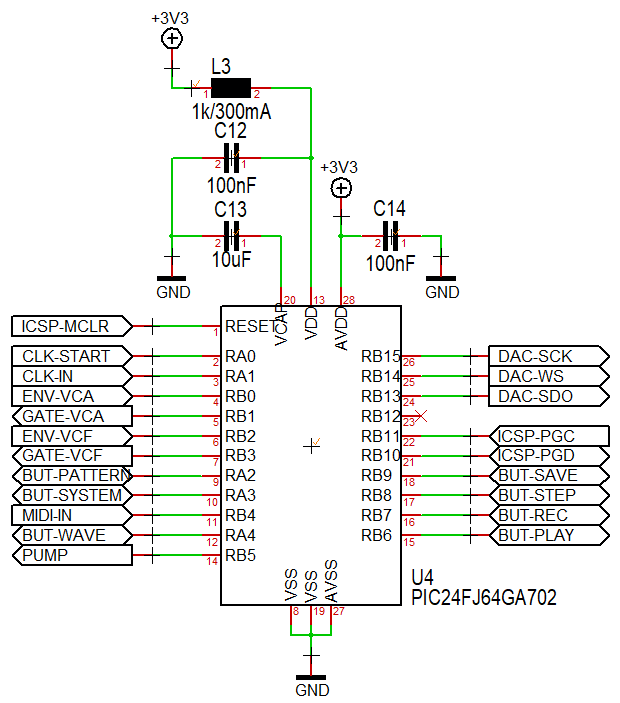 +3V3
L3
1 2
1k/300mA
C12
2 1
100nF
+3V3
C13
2 1
10uF
C14
2 1
100nF
GND
GND
20 13 28
VCAP VDD AVDD
ICSP-MCLR 1 RESET
CLK-START 2 RA0 RB15 26 DAC-SCK
CLK-IN 3 RA1 RB14 25 DAC-WS
ENV-VCA 4 RB0 RB13 24 DAC-SDO
GATE-VCA 5 RB1 RB12 23
ENV-VCF 6 RB2 RB11 22 ICSP-PGC
GATE-VCF 7 RB3 RB10 21 ICSP-PGD
BUT-PATTERN 9 RA2 RB9 18 BUT-SAVE
BUT-SYSTEM 10 RA3 RB8 17 BUT-STEP
MIDI-IN 11 RB4 RB7 16 BUT-REC
BUT-WAVE 12 RA4 RB6 15 BUT-PLAY
PUMP 14 RB5
VSS VSS AVSS
8 19 27
U4
PIC24FJ64GA702
GND